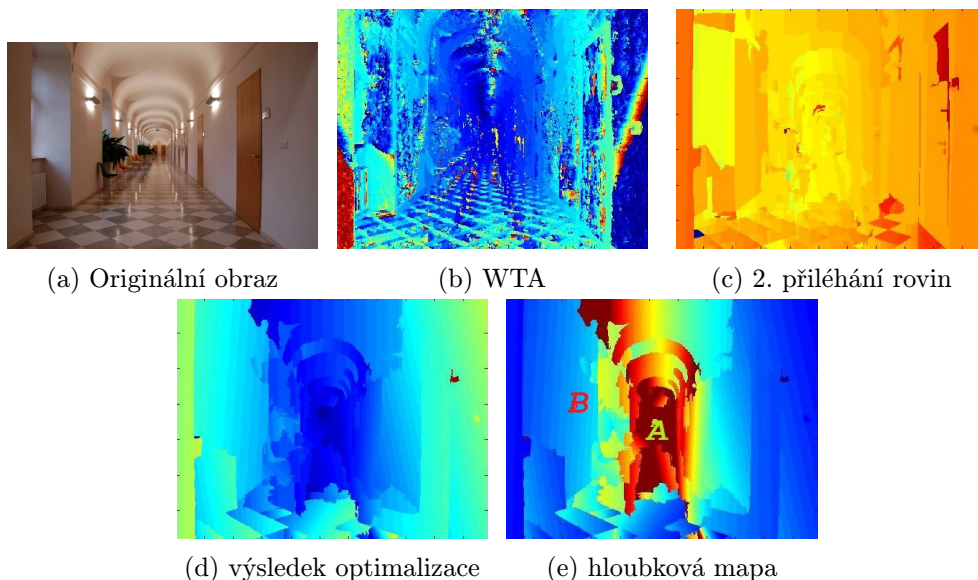 (a) Originální obraz
(b) WTA
(c) 2. přiléhání rovin
B
A
(d) výsledek optimalizace
(e) hloubková mapa